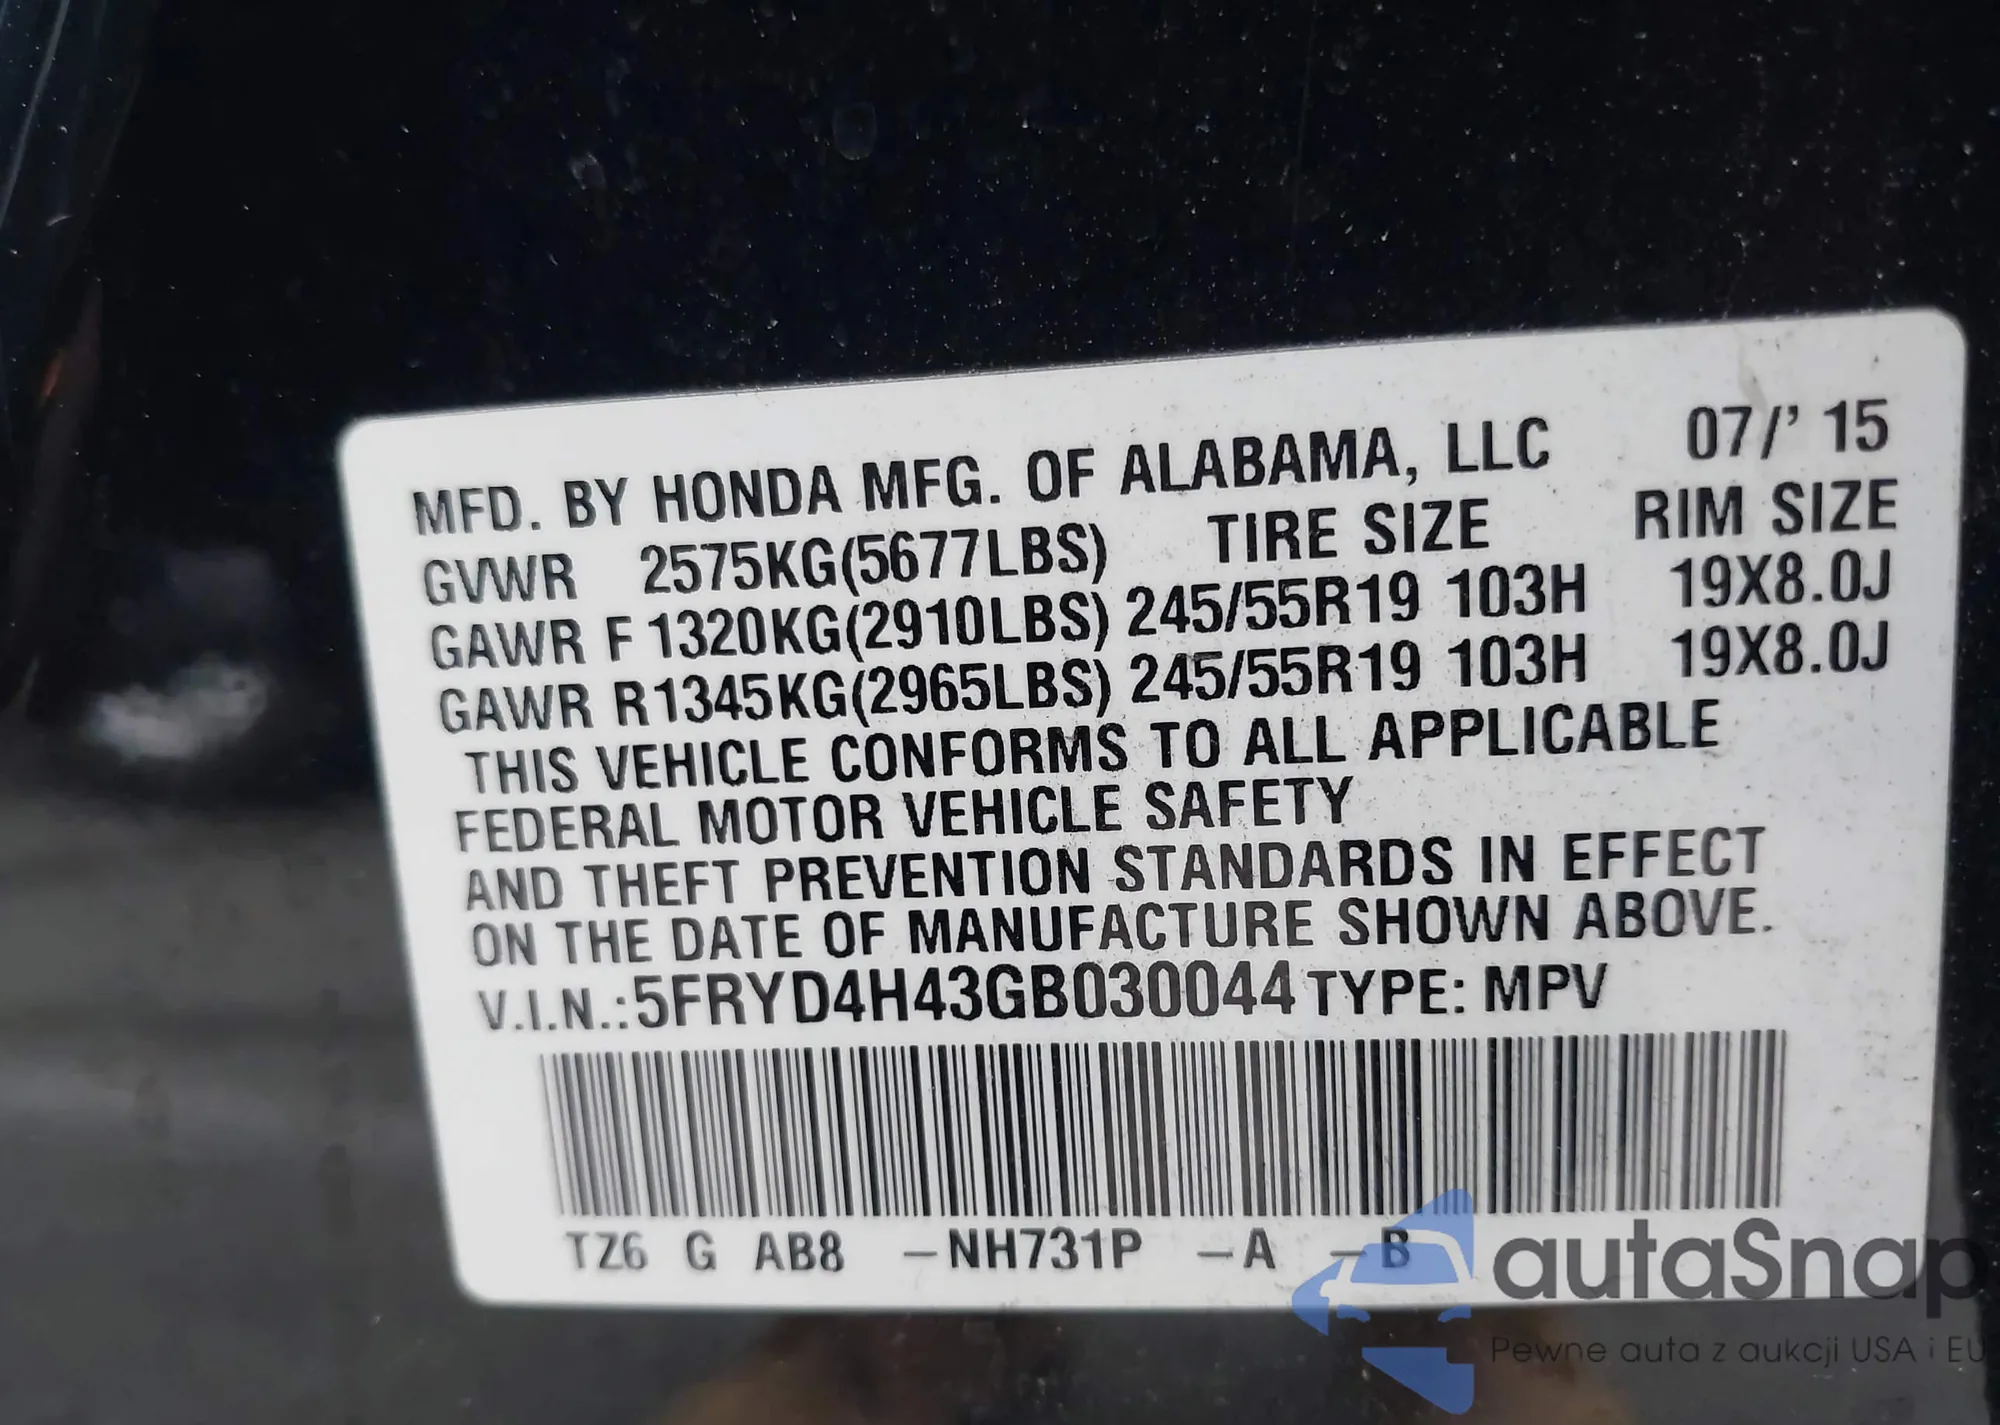 MFD. BY HONDA MFG. OF ALABAMA, LLC 07/' 15
GVWR 2575KG(5677LBS) TIRE SIZE RIM SIZE
GAWR F 1320KG(2910LBS) 245/55R19 103H 19X8.0J
GAWR R1345KG(2965LBS) 245/55R19 103H 19X8.0J
THIS VEHICLE CONFORMS TO ALL APPLICABLE
FEDERAL MOTOR VEHICLE SAFETY
AND THEFT PREVENTION STANDARDS IN EFFECT
ON THE DATE OF MANUFACTURE SHOWN ABOVE.
V.I.N.:5FRYD4H43GB030044 TYPE: MPV
TZ6 G AB8 –NH731P –A –B
autaSnap
Pewne auta z aukcji USA i EU